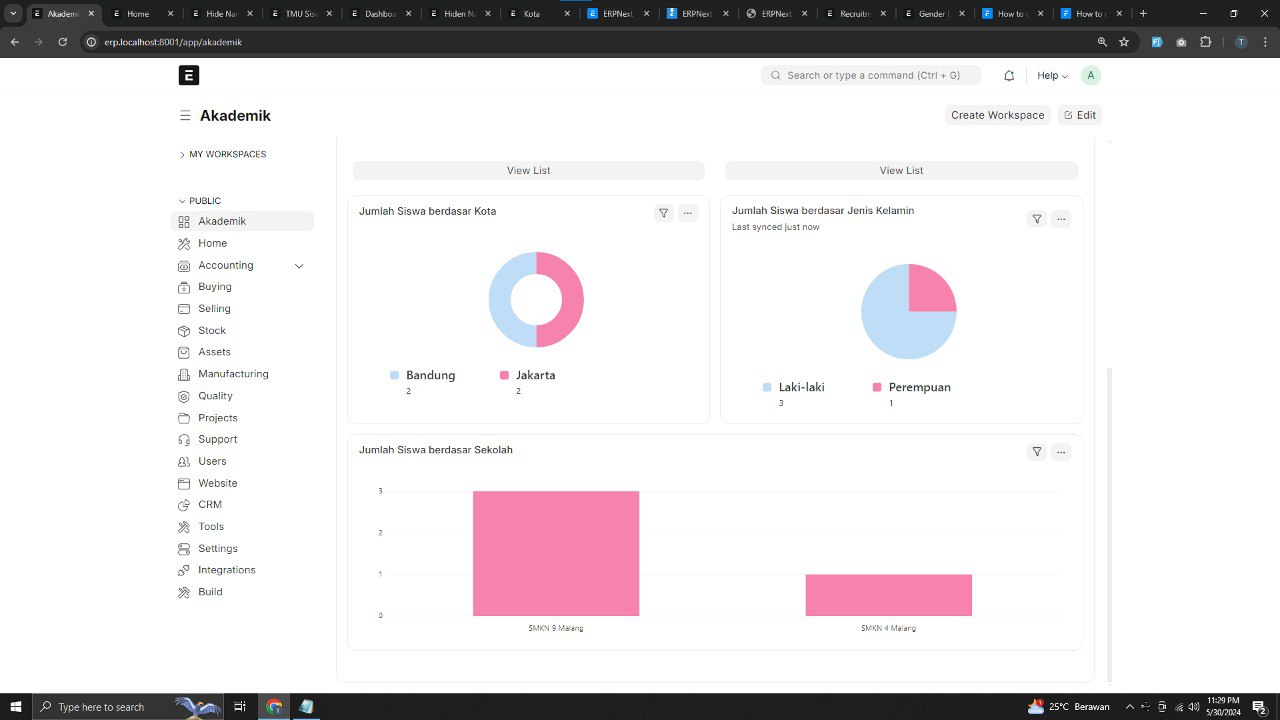 Akadem
Home
Hide Na
TMU Sis
Dashbo
Hiden N
Kota
ERPNext
ERPNext
ERPNext
Recruitm
Gender
How to
How to
erp.localhost:8001/app/akademik
T
E
Search or type a command (Ctrl + G)
Help
A
Akademik
Create Workspace
Edit
MY WORKSPACES
PUBLIC
Akademik
Home
Accounting
Buying
Selling
Stock
Assets
Manufacturing
Quality
Projects
Support
Users
Website
CRM
Tools
Settings
Integrations
Build
View List
View List
Jumlah Siswa berdasar Kota
Bandung
2
Jakarta
2
Jumlah Siswa berdasar Jenis Kelamin
Last synced just now
Laki-laki
3
Perempuan
1
Jumlah Siswa berdasar Sekolah
3
2
1
0
SMKN 9 Malang
SMKN 4 Malang
Type here to search
25°C Berawan
11:29 PM
5/30/2024
2